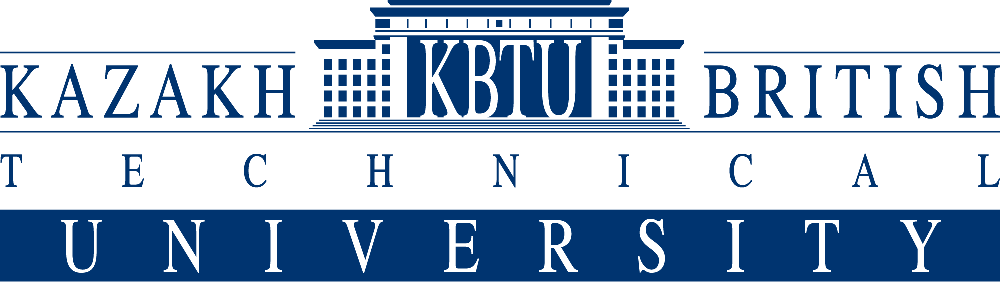 KAZAKH KBTU BRITISH
TECHNICAL
UNIVERSITY